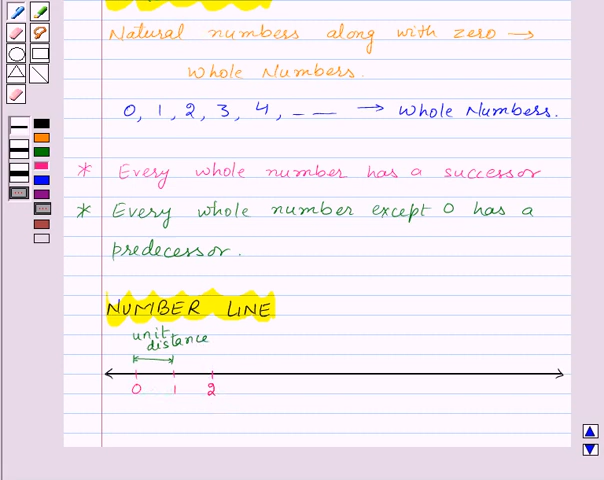 Natural numbers along with zero →
Whole Numbers.
0, 1, 2, 3, 4, - — → Whole Numbers.
* Every whole number has a successor
* Every whole number except 0 has a
predecessor.
NUMBER LINE
unit
distance
0 1 2